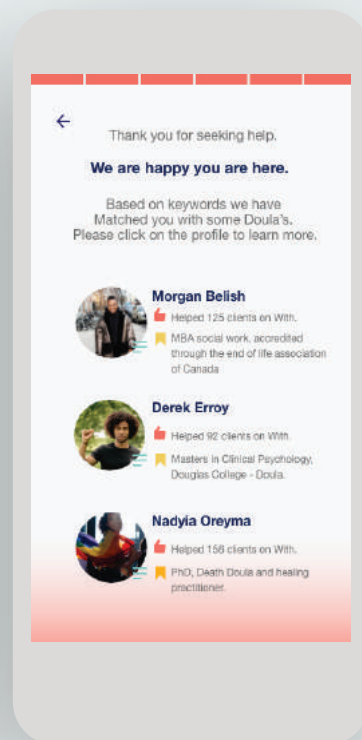 Thank you for seeking help.
We are happy you are here.
Based on keywords we have
Matched you with some Doula's.
Please click on the profile to learn more.
Morgan Belish
Helped 125 clients on With.
MBA social work, accredited
through the end of life association
of Canada
Derek Erroy
Helped 92 clients on With.
Masters in Clinical Psychology,
Douglas College - Doula.
Nadyia Oreyma
Helped 156 clients on With.
PhD, Death Doula and healing
practitioner.